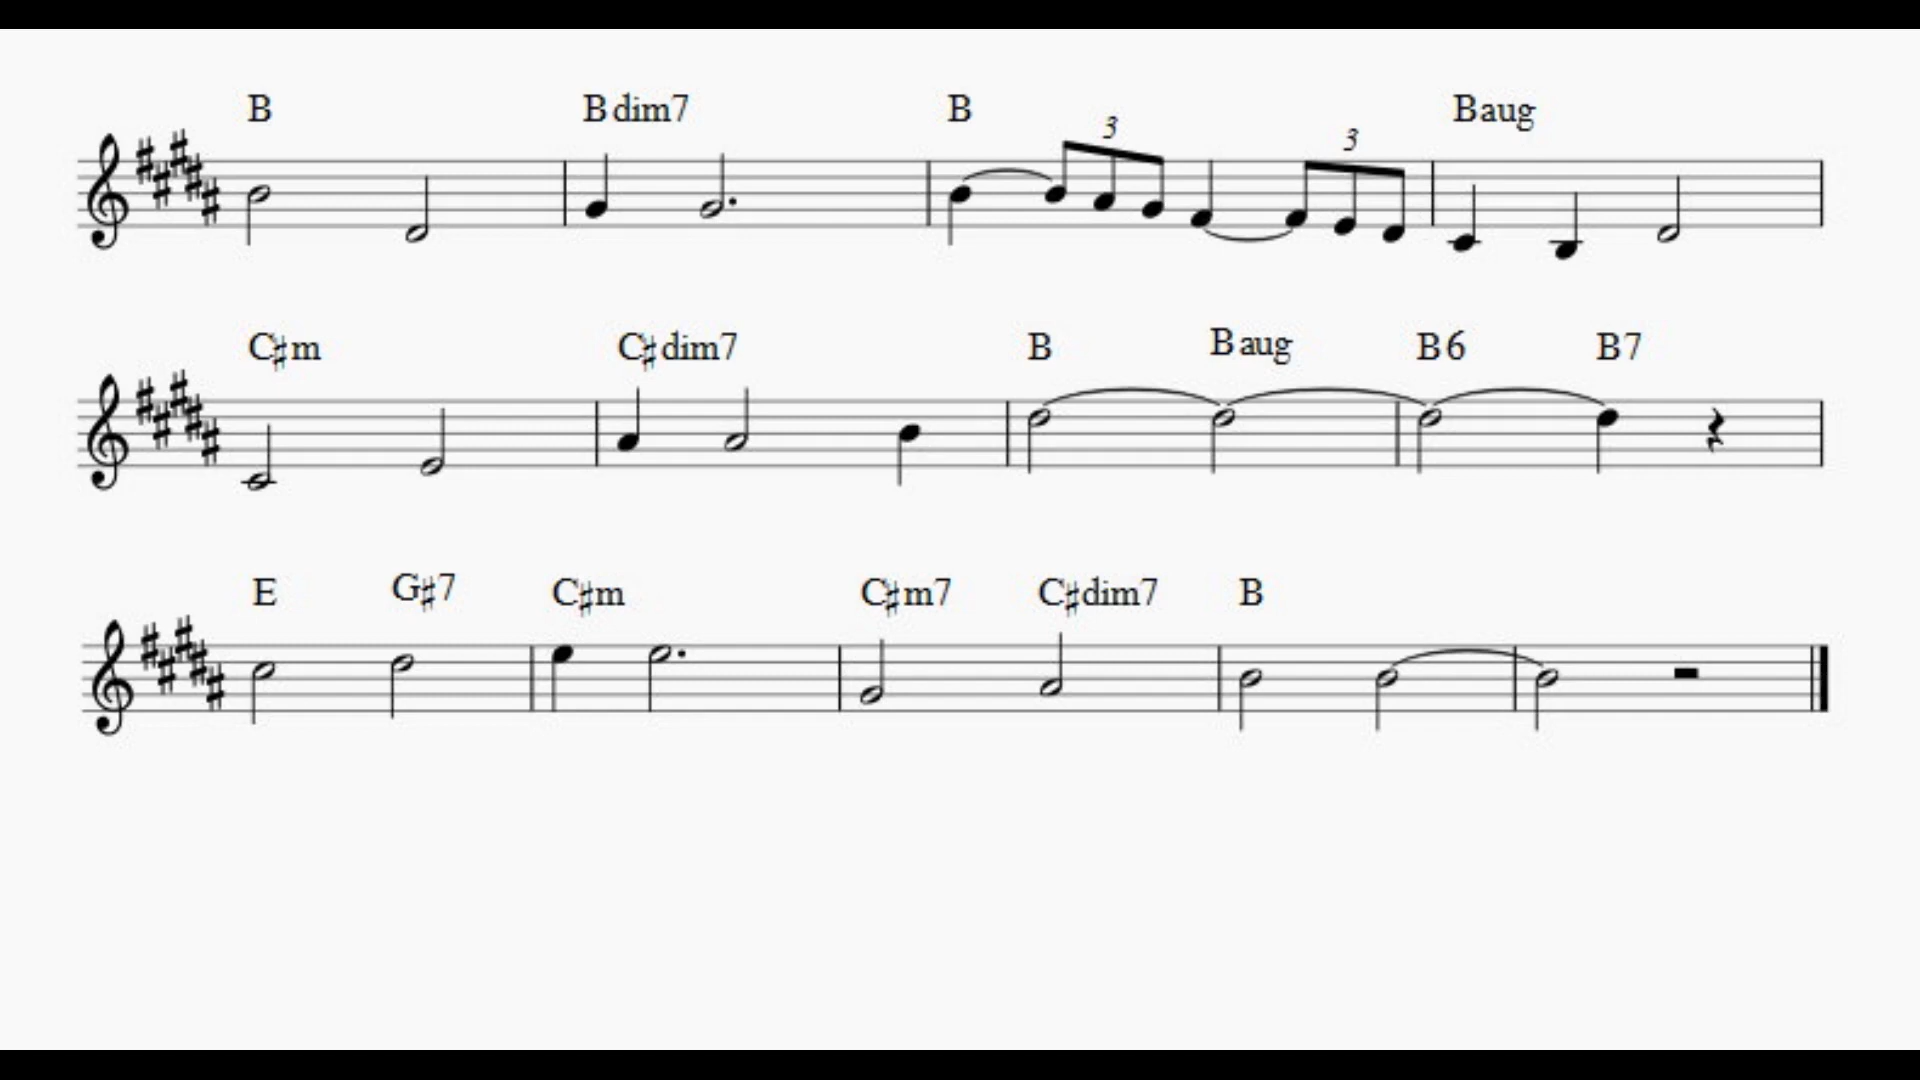 B Bdim7 B Baug
3 3
C♯m C♯dim7 B Baug B6 B7
E G♯7 C♯m C♯m7 C♯dim7 B